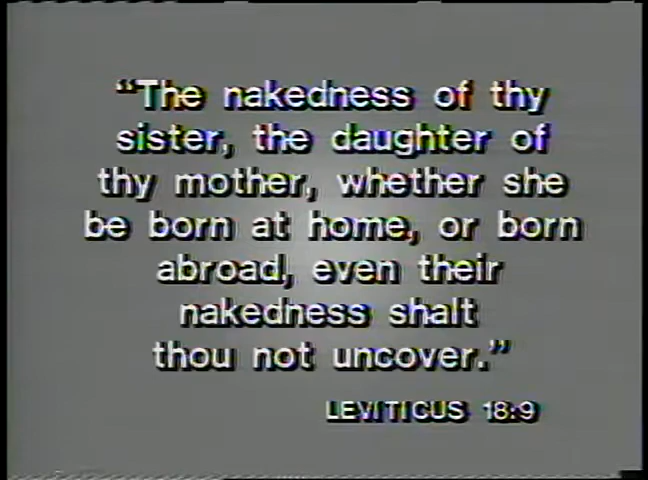 “The nakedness of thy
sister, the daughter of
thy mother, whether she
be born at home, or born
abroad, even their
nakedness shalt
thou not uncover.”
LEVITICUS 18:9